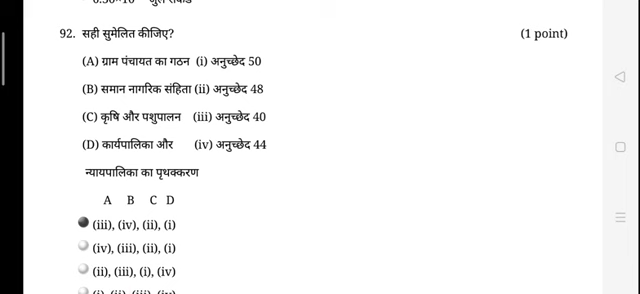 92. सही सुमेलित कीजिए? (1 point)
(A) ग्राम पंचायत का गठन (i) अनुच्छेद 50
(B) समान नागरिक संहिता (ii) अनुच्छेद 48
(C) कृषि और पशुपालन (iii) अनुच्छेद 40
(D) कार्यपालिका और (iv) अनुच्छेद 44
न्यायपालिका का पृथक्करण
A B C D
(iii), (iv), (ii), (i)
(iv), (iii), (ii), (i)
(ii), (iii), (i), (iv)